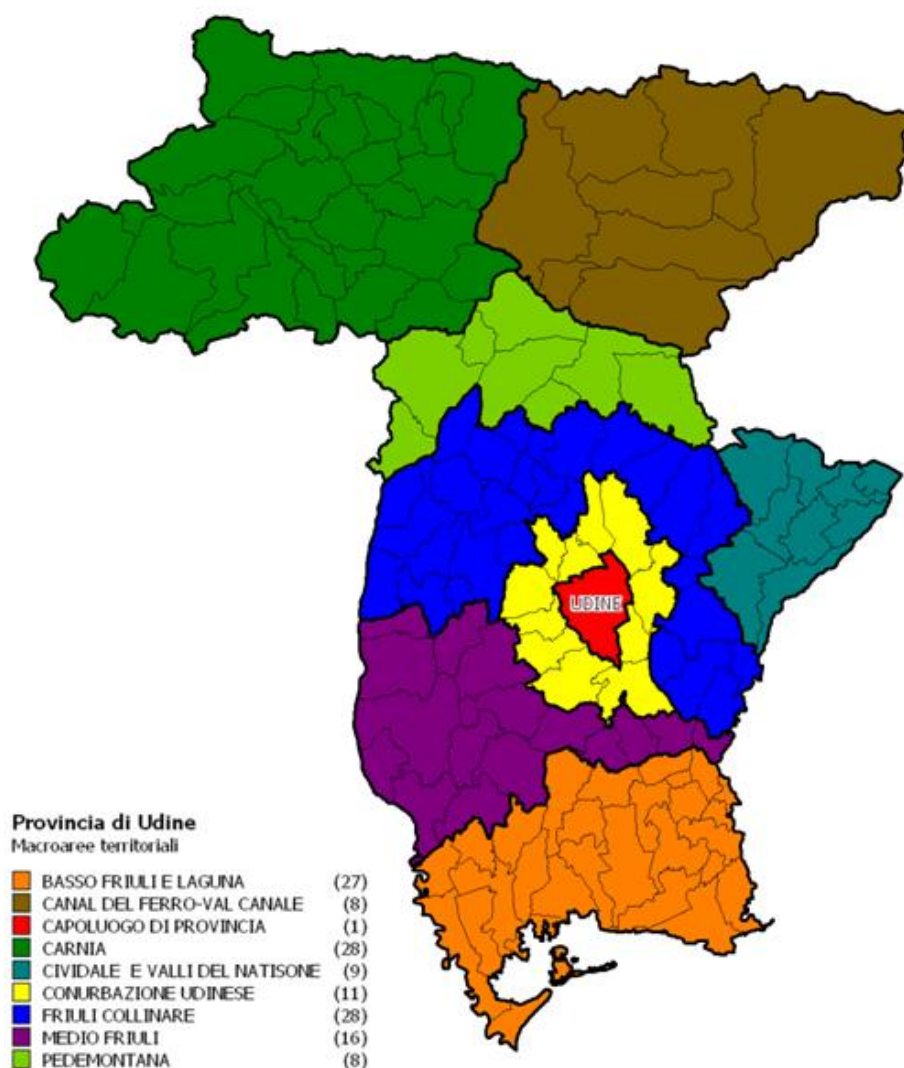 UDINE
Provincia di Udine
Macroaree territoriali
BASSO FRIULI E LAGUNA (27)
CANAL DEL FERRO-VAL CANALE (8)
CAPOLUOGO DI PROVINCIA (1)
CARNIA (28)
CIVIDALE E VALLI DEL NATISONE (9)
CONURBAZIONE UDINESE (11)
FRIULI COLLINARE (28)
MEDIO FRIULI (16)
PEDEMONTANA (8)